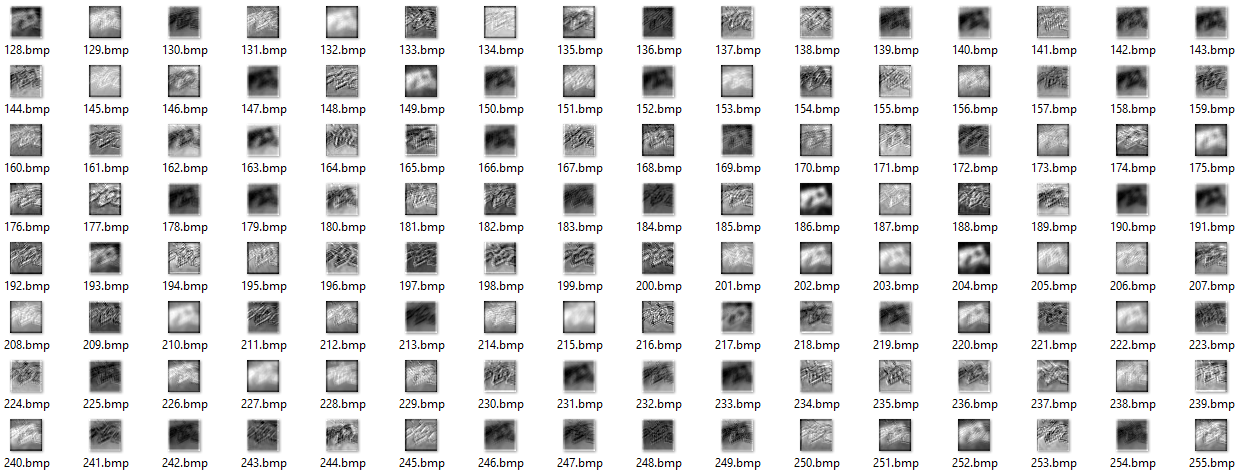 128.bmp 129.bmp 130.bmp 131.bmp 132.bmp 133.bmp 134.bmp 135.bmp 136.bmp 137.bmp 138.bmp 139.bmp 140.bmp 141.bmp 142.bmp 143.bmp
144.bmp 145.bmp 146.bmp 147.bmp 148.bmp 149.bmp 150.bmp 151.bmp 152.bmp 153.bmp 154.bmp 155.bmp 156.bmp 157.bmp 158.bmp 159.bmp
160.bmp 161.bmp 162.bmp 163.bmp 164.bmp 165.bmp 166.bmp 167.bmp 168.bmp 169.bmp 170.bmp 171.bmp 172.bmp 173.bmp 174.bmp 175.bmp
176.bmp 177.bmp 178.bmp 179.bmp 180.bmp 181.bmp 182.bmp 183.bmp 184.bmp 185.bmp 186.bmp 187.bmp 188.bmp 189.bmp 190.bmp 191.bmp
192.bmp 193.bmp 194.bmp 195.bmp 196.bmp 197.bmp 198.bmp 199.bmp 200.bmp 201.bmp 202.bmp 203.bmp 204.bmp 205.bmp 206.bmp 207.bmp
208.bmp 209.bmp 210.bmp 211.bmp 212.bmp 213.bmp 214.bmp 215.bmp 216.bmp 217.bmp 218.bmp 219.bmp 220.bmp 221.bmp 222.bmp 223.bmp
224.bmp 225.bmp 226.bmp 227.bmp 228.bmp 229.bmp 230.bmp 231.bmp 232.bmp 233.bmp 234.bmp 235.bmp 236.bmp 237.bmp 238.bmp 239.bmp
240.bmp 241.bmp 242.bmp 243.bmp 244.bmp 245.bmp 246.bmp 247.bmp 248.bmp 249.bmp 250.bmp 251.bmp 252.bmp 253.bmp 254.bmp 255.bmp